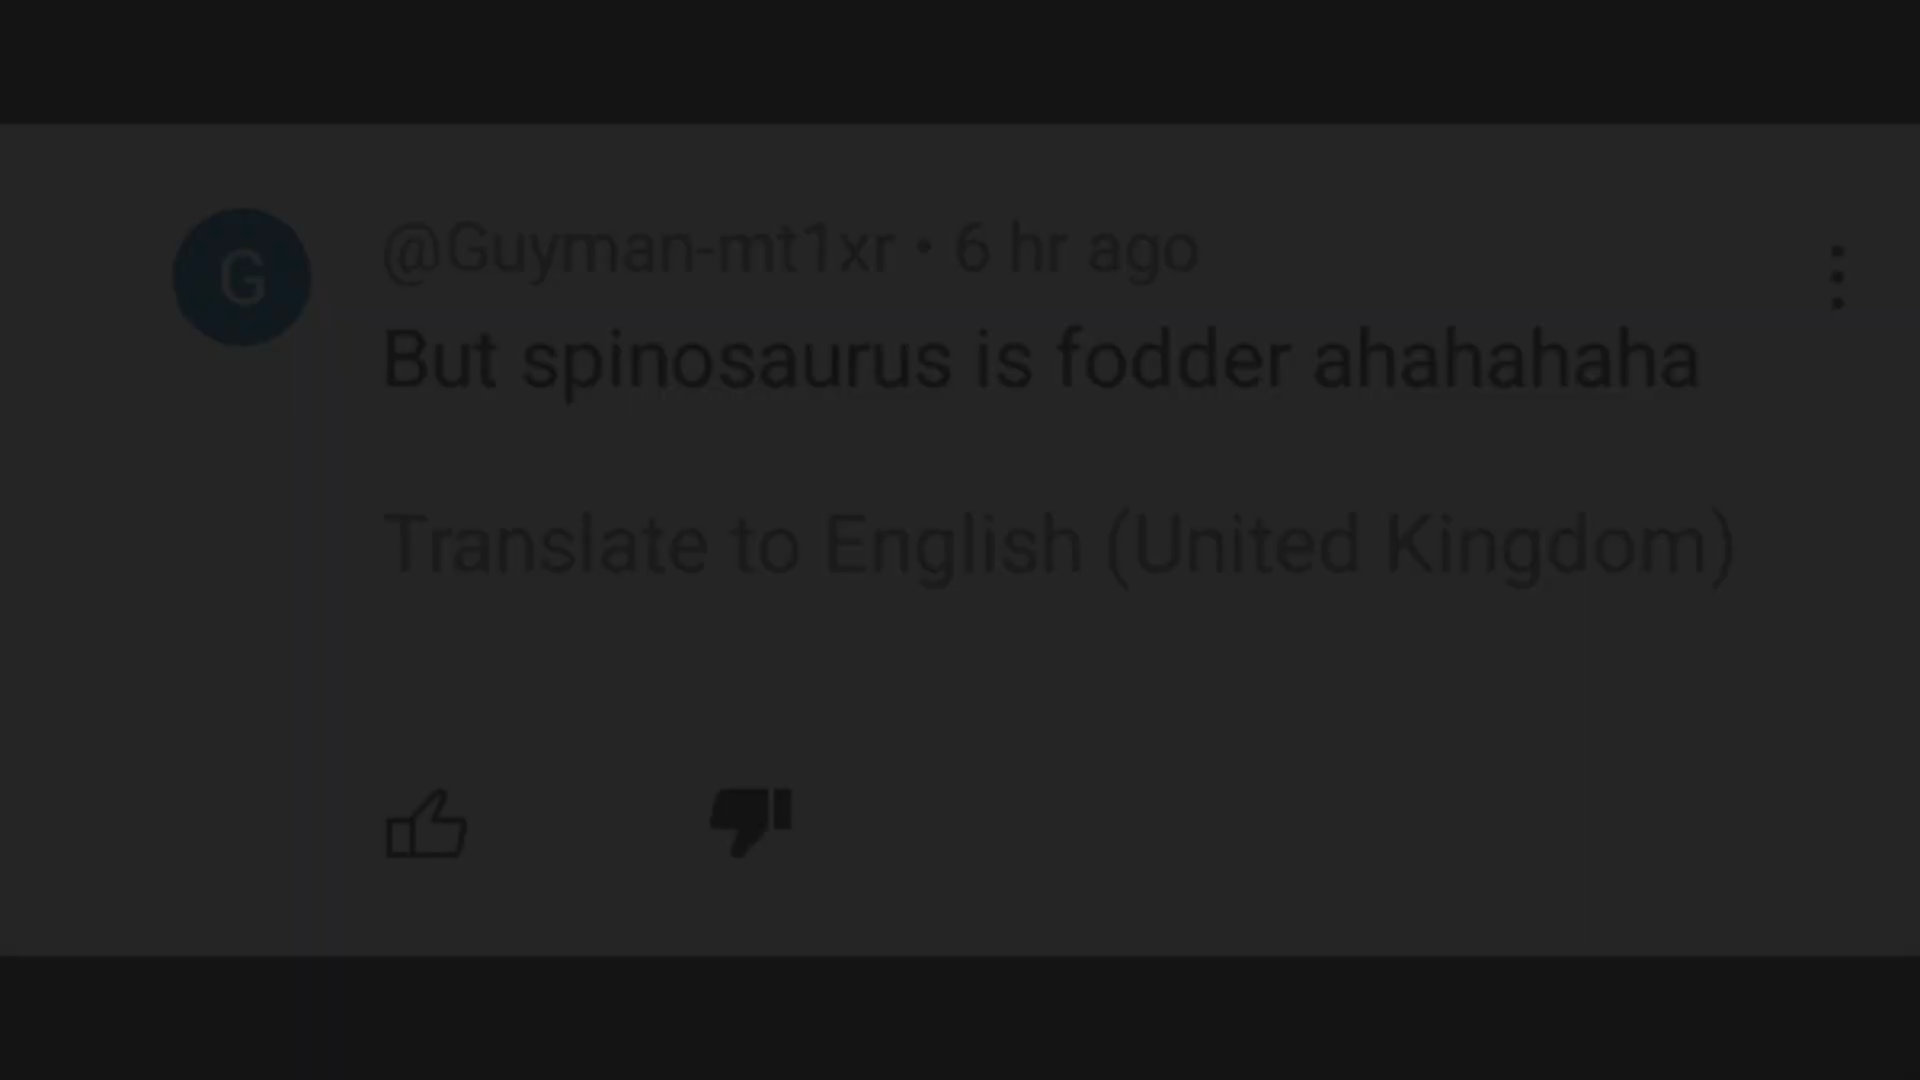 G
@Guyman-mt1xr • 6 hr ago
But spinosaurus is fodder ahahahaha
Translate to English (United Kingdom)